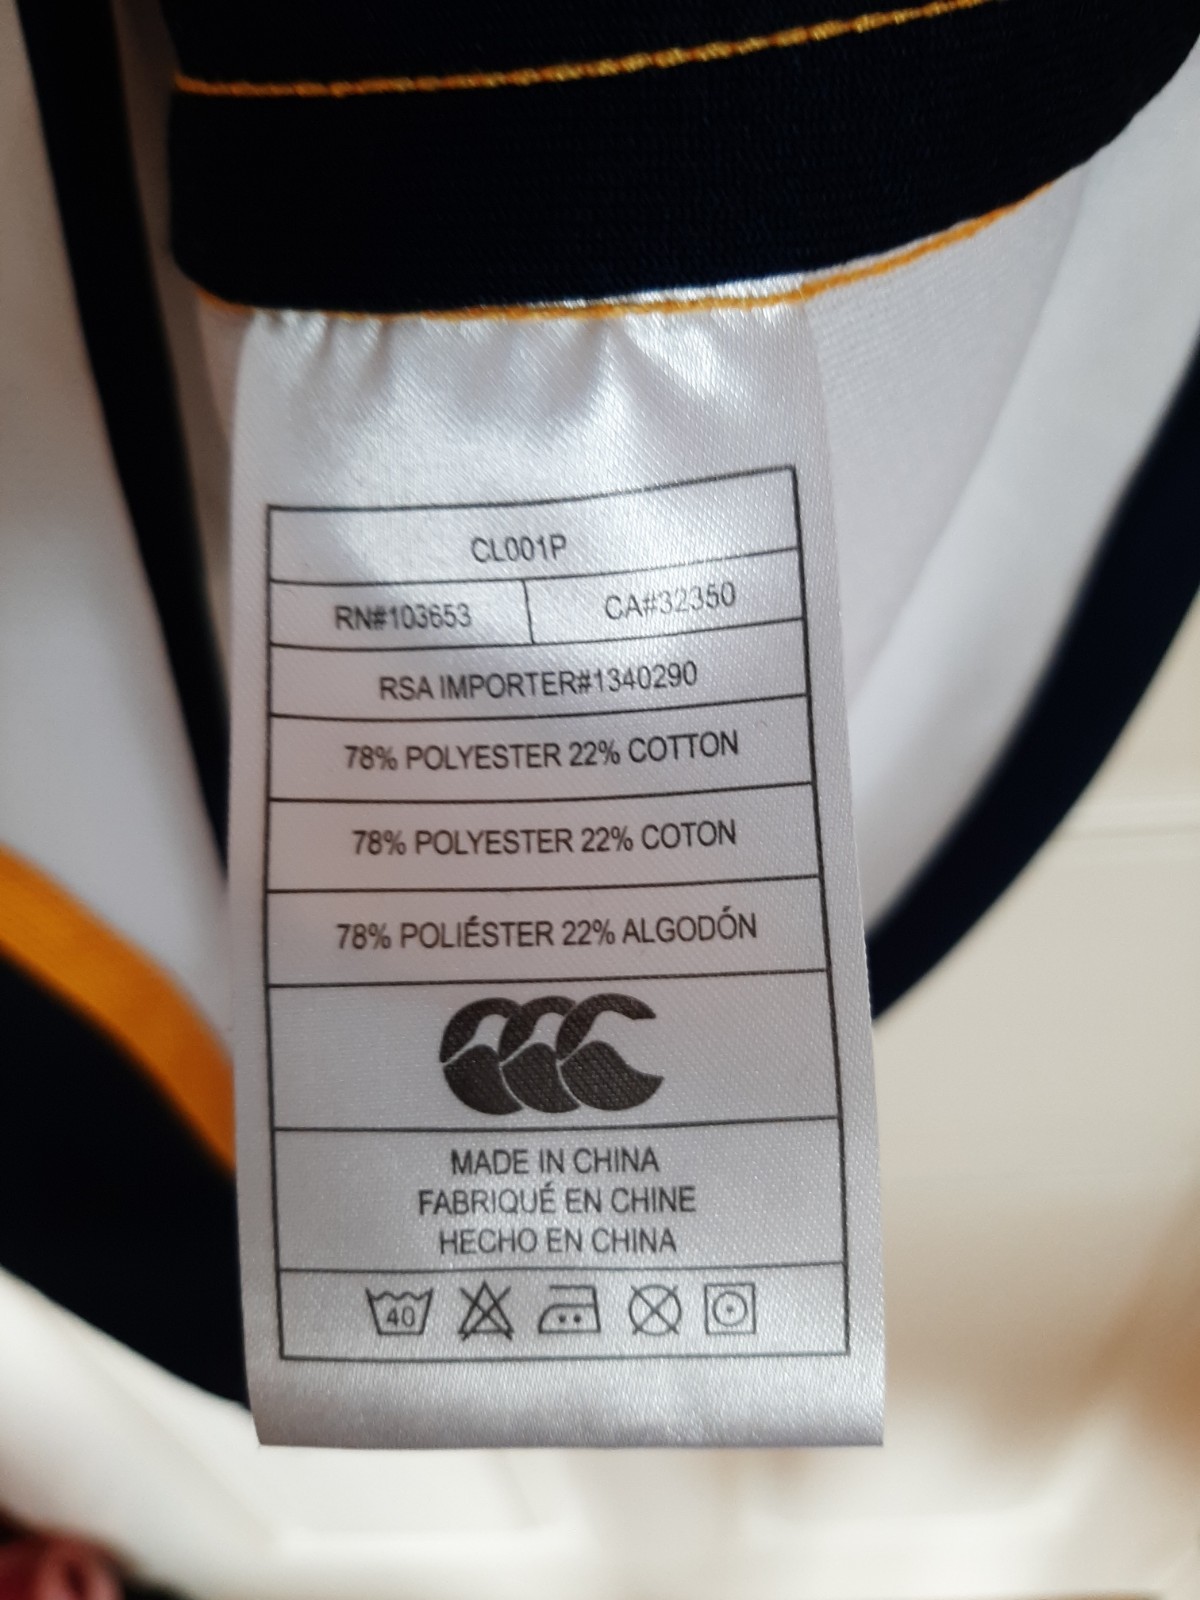 CL001P
RN#103653 CA#32350
RSA IMPORTER#1340290
78% POLYESTER 22% COTTON
78% POLYESTER 22% COTON
78% POLIÉSTER 22% ALGODÓN
MADE IN CHINA
FABRIQUÉ EN CHINE
HECHO EN CHINA
40